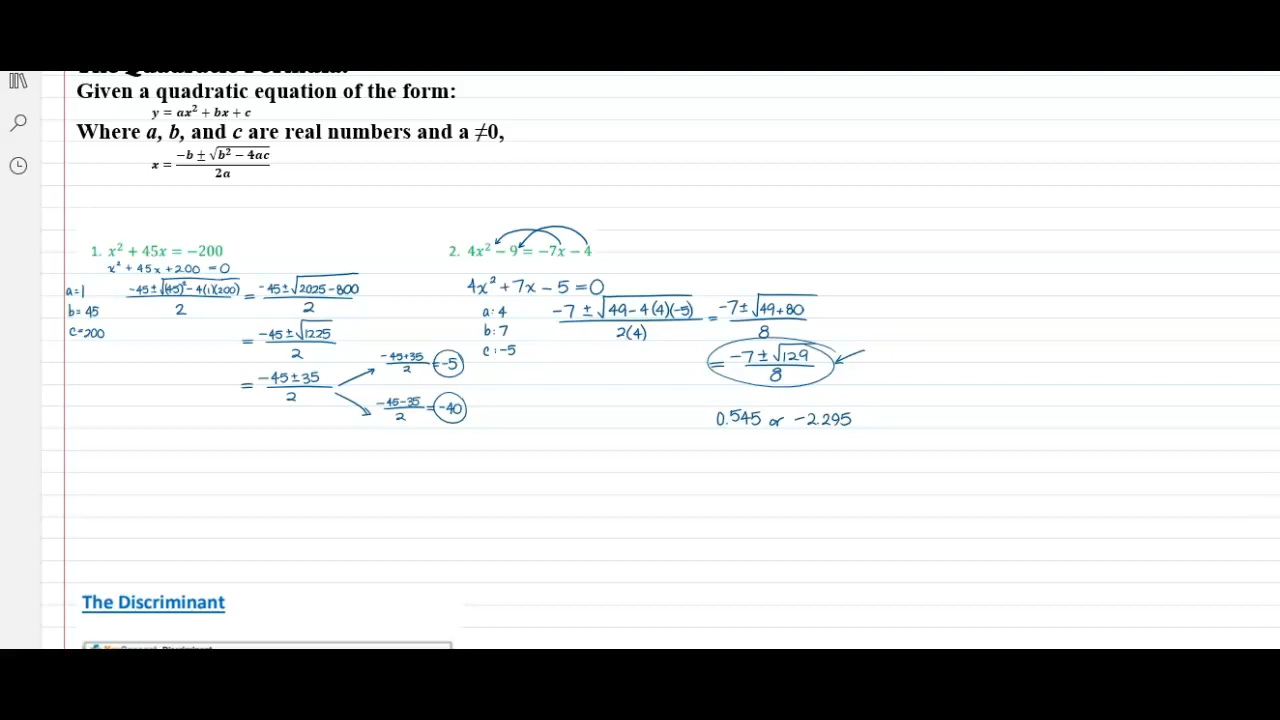 Given a quadratic equation of the form:
y = ax² + bx + c
Where a, b, and c are real numbers and a ≠0,
x = (-b ± √(b² − 4ac))/(2a)
1. x² + 45x = −200
x² + 45x + 200 = 0
a=1
b= 45
c=200
(-45 ± √((45)² - 4(1)(200)))/2 = (-45 ± √(2025 - 800))/2
= (-45 ± √1225)/2
= (-45 ± 35)/2
(-45+35)/2 = -5
(-45-35)/2 = -40
2. 4x² − 9 = −7x − 4
4x² + 7x - 5 = 0
a: 4
b: 7
c: -5
(-7 ± √(49 - 4(4)(-5)))/(2(4)) = (-7 ± √(49+80))/8
= (-7 ± √129)/8
0.545 or -2.295
The Discriminant